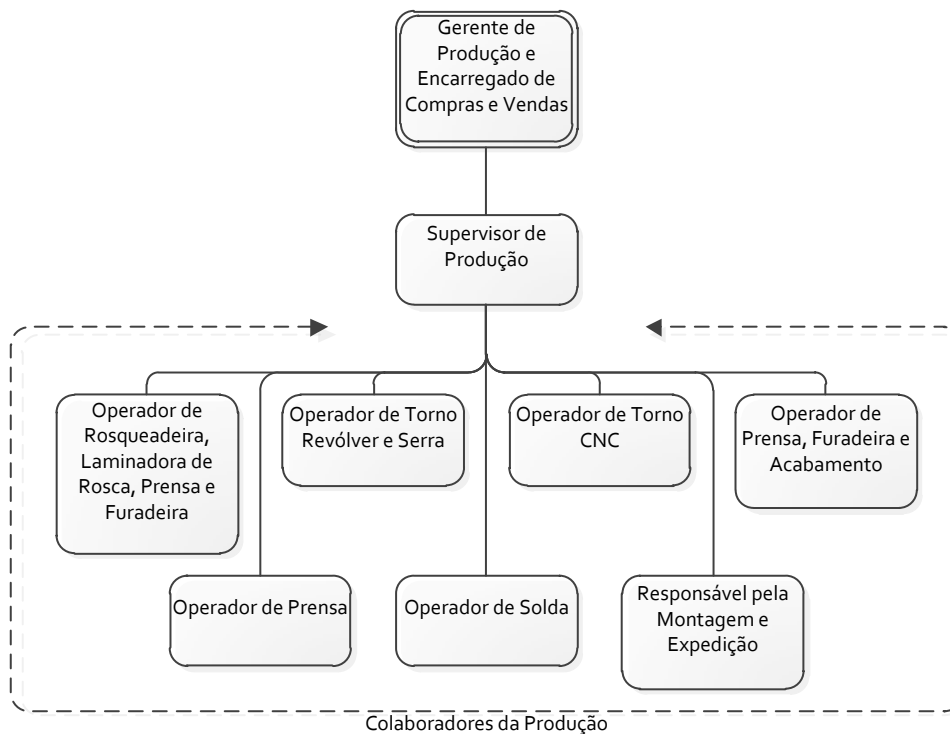 Gerente de
Produção e
Encarregado de
Compras e Vendas
Supervisor de
Produção
Operador de
Rosqueadeira,
Laminadora de
Rosca, Prensa e
Furadeira
Operador de Torno
Revólver e Serra
Operador de Torno
CNC
Operador de
Prensa, Furadeira e
Acabamento
Operador de Prensa
Operador de Solda
Responsável pela
Montagem e
Expedição
Colaboradores da Produção